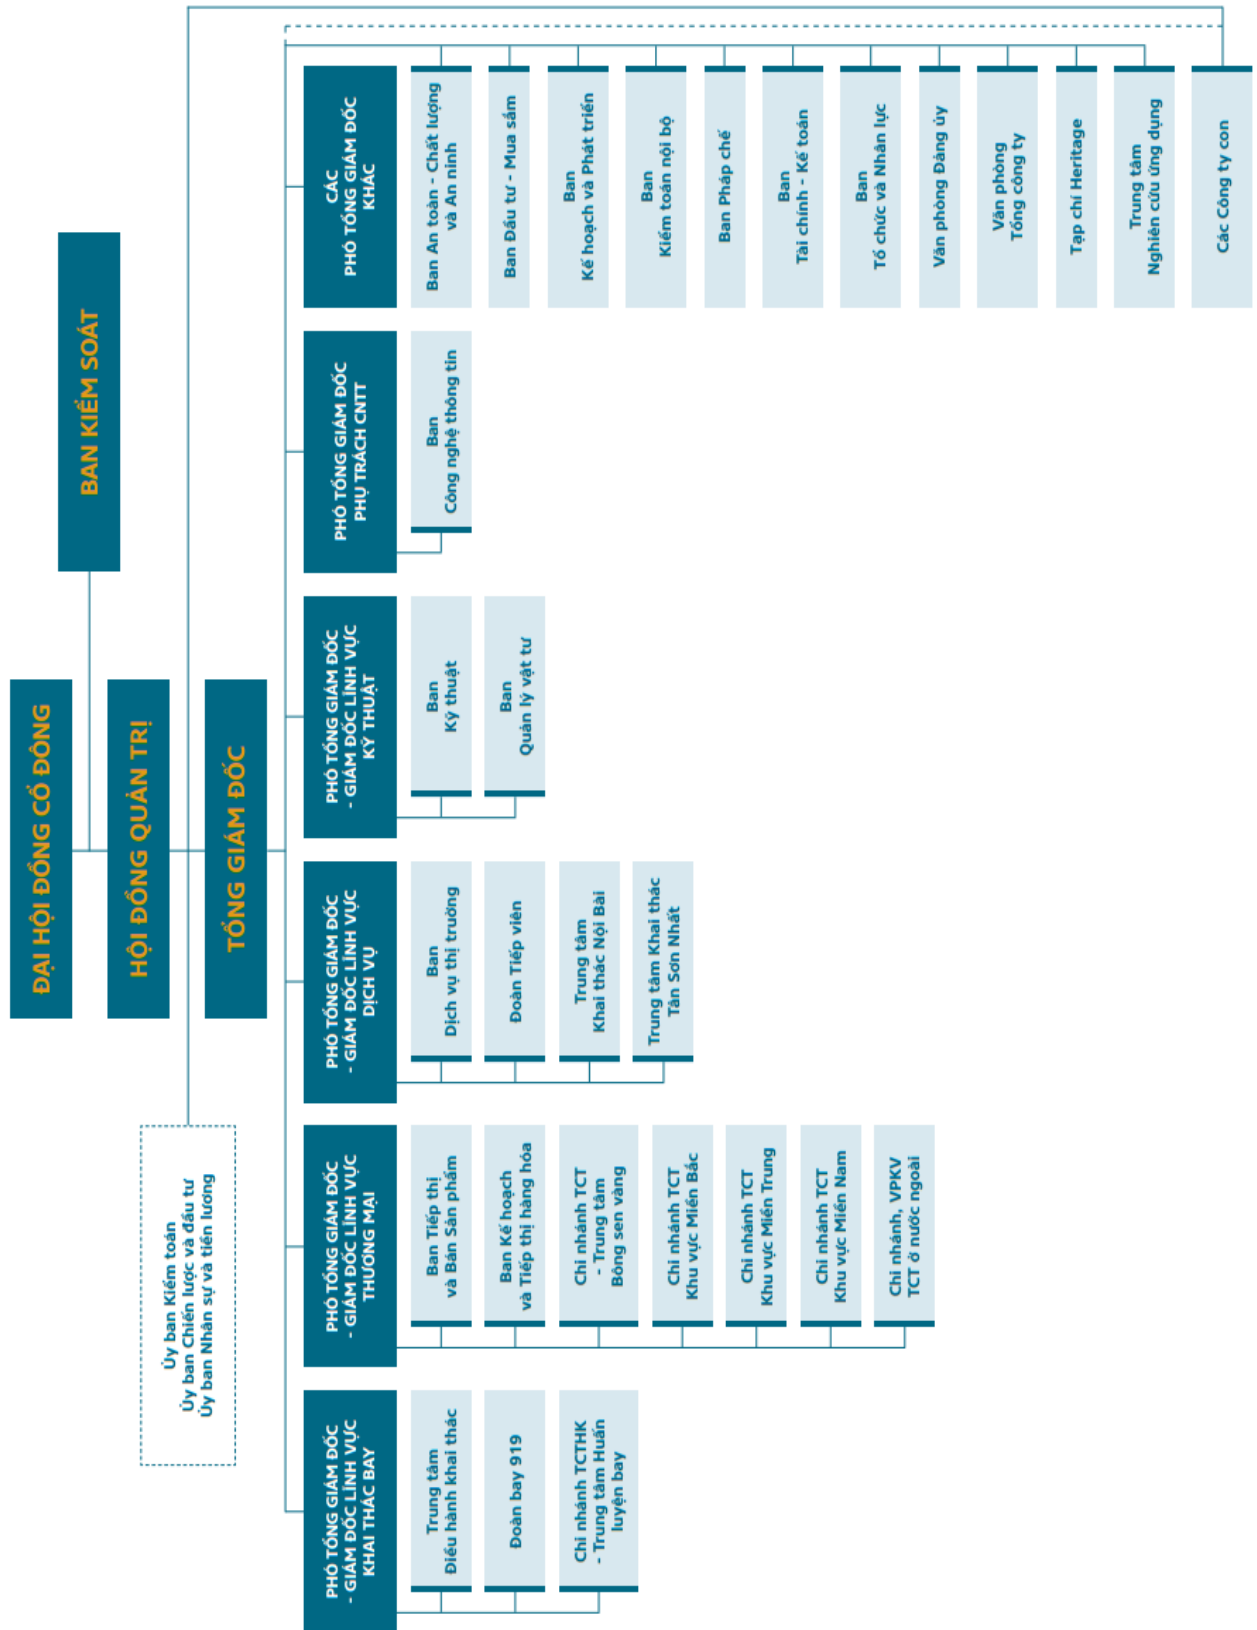 ĐẠI HỘI ĐỒNG CỔ ĐÔNG
BAN KIỂM SOÁT
HỘI ĐỒNG QUẢN TRỊ
Ủy ban Kiểm toán
Ủy ban Chiến lược và đầu tư
Ủy ban Nhân sự và tiền lương
TỔNG GIÁM ĐỐC
PHÓ TỔNG GIÁM ĐỐC
- GIÁM ĐỐC LĨNH VỰC
KHAI THÁC BAY
Trung tâm
Điều hành khai thác
Đoàn bay 919
Chi nhánh TCTHK
- Trung tâm Huấn
luyện bay
PHÓ TỔNG GIÁM ĐỐC
- GIÁM ĐỐC LĨNH VỰC
THƯƠNG MẠI
Ban Tiếp thị
và Bán Sản phẩm
Ban Kế hoạch
và Tiếp thị hàng hóa
Chi nhánh TCT
- Trung tâm
Bông sen vàng
Chi nhánh TCT
Khu vực Miền Bắc
Chi nhánh TCT
Khu vực Miền Trung
Chi nhánh TCT
Khu vực Miền Nam
Chi nhánh, VPKV
TCT ở nước ngoài
PHÓ TỔNG GIÁM ĐỐC
- GIÁM ĐỐC LĨNH VỰC
DỊCH VỤ
Ban
Dịch vụ thị trường
Đoàn Tiếp viên
Trung tâm
Khai thác Nội Bài
Trung tâm Khai thác
Tân Sơn Nhất
PHÓ TỔNG GIÁM ĐỐC
- GIÁM ĐỐC LĨNH VỰC
KỸ THUẬT
Ban
Kỹ thuật
Ban
Quản lý vật tư
PHÓ TỔNG GIÁM ĐỐC
PHỤ TRÁCH CNTT
Ban
Công nghệ thông tin
CÁC
PHÓ TỔNG GIÁM ĐỐC
KHÁC
Ban An toàn - Chất lượng
và An ninh
Ban Đầu tư - Mua sắm
Ban
Kế hoạch và Phát triển
Ban
Kiểm toán nội bộ
Ban Pháp chế
Ban
Tài chính - Kế toán
Ban
Tổ chức và Nhân lực
Văn phòng Đảng ủy
Văn phòng
Tổng công ty
Tạp chí Heritage
Trung tâm
Nghiên cứu ứng dụng
Các Công ty con